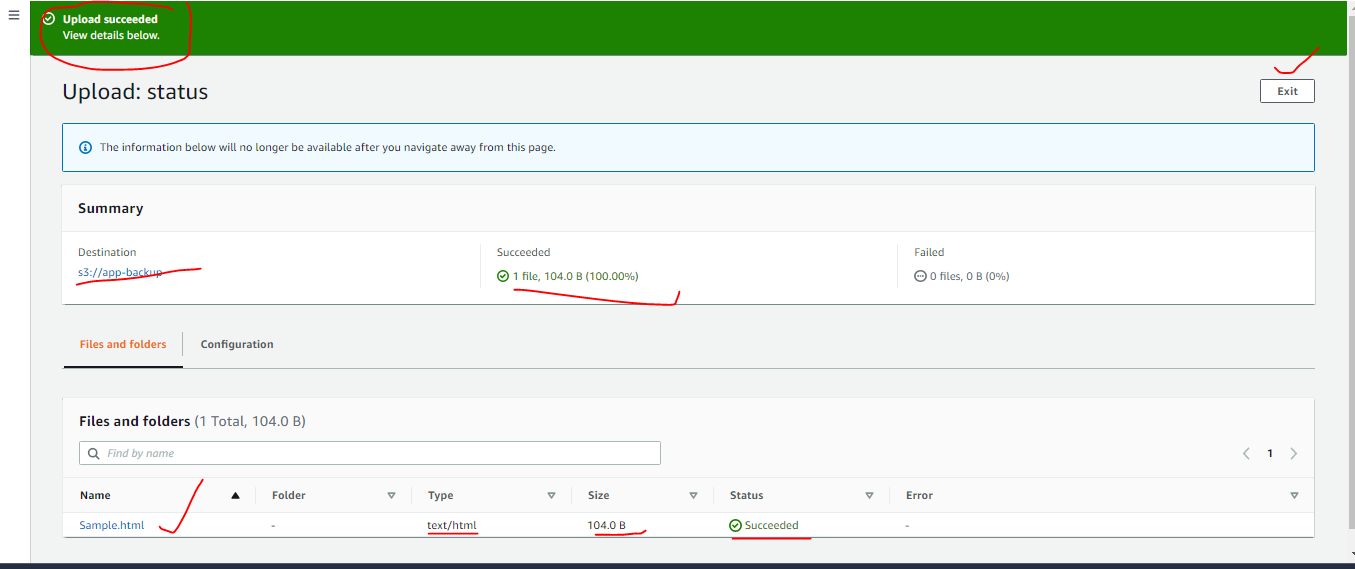 Upload succeeded
View details below.
Upload: status
Exit
The information below will no longer be available after you navigate away from this page.
Summary
Destination
s3://app-backup
Succeeded
1 file, 104.0 B (100.00%)
Failed
0 files, 0 B (0%)
Files and folders
Configuration
Files and folders (1 Total, 104.0 B)
Find by name
1
Name Folder Type Size Status Error
Sample.html - text/html 104.0 B Succeeded -